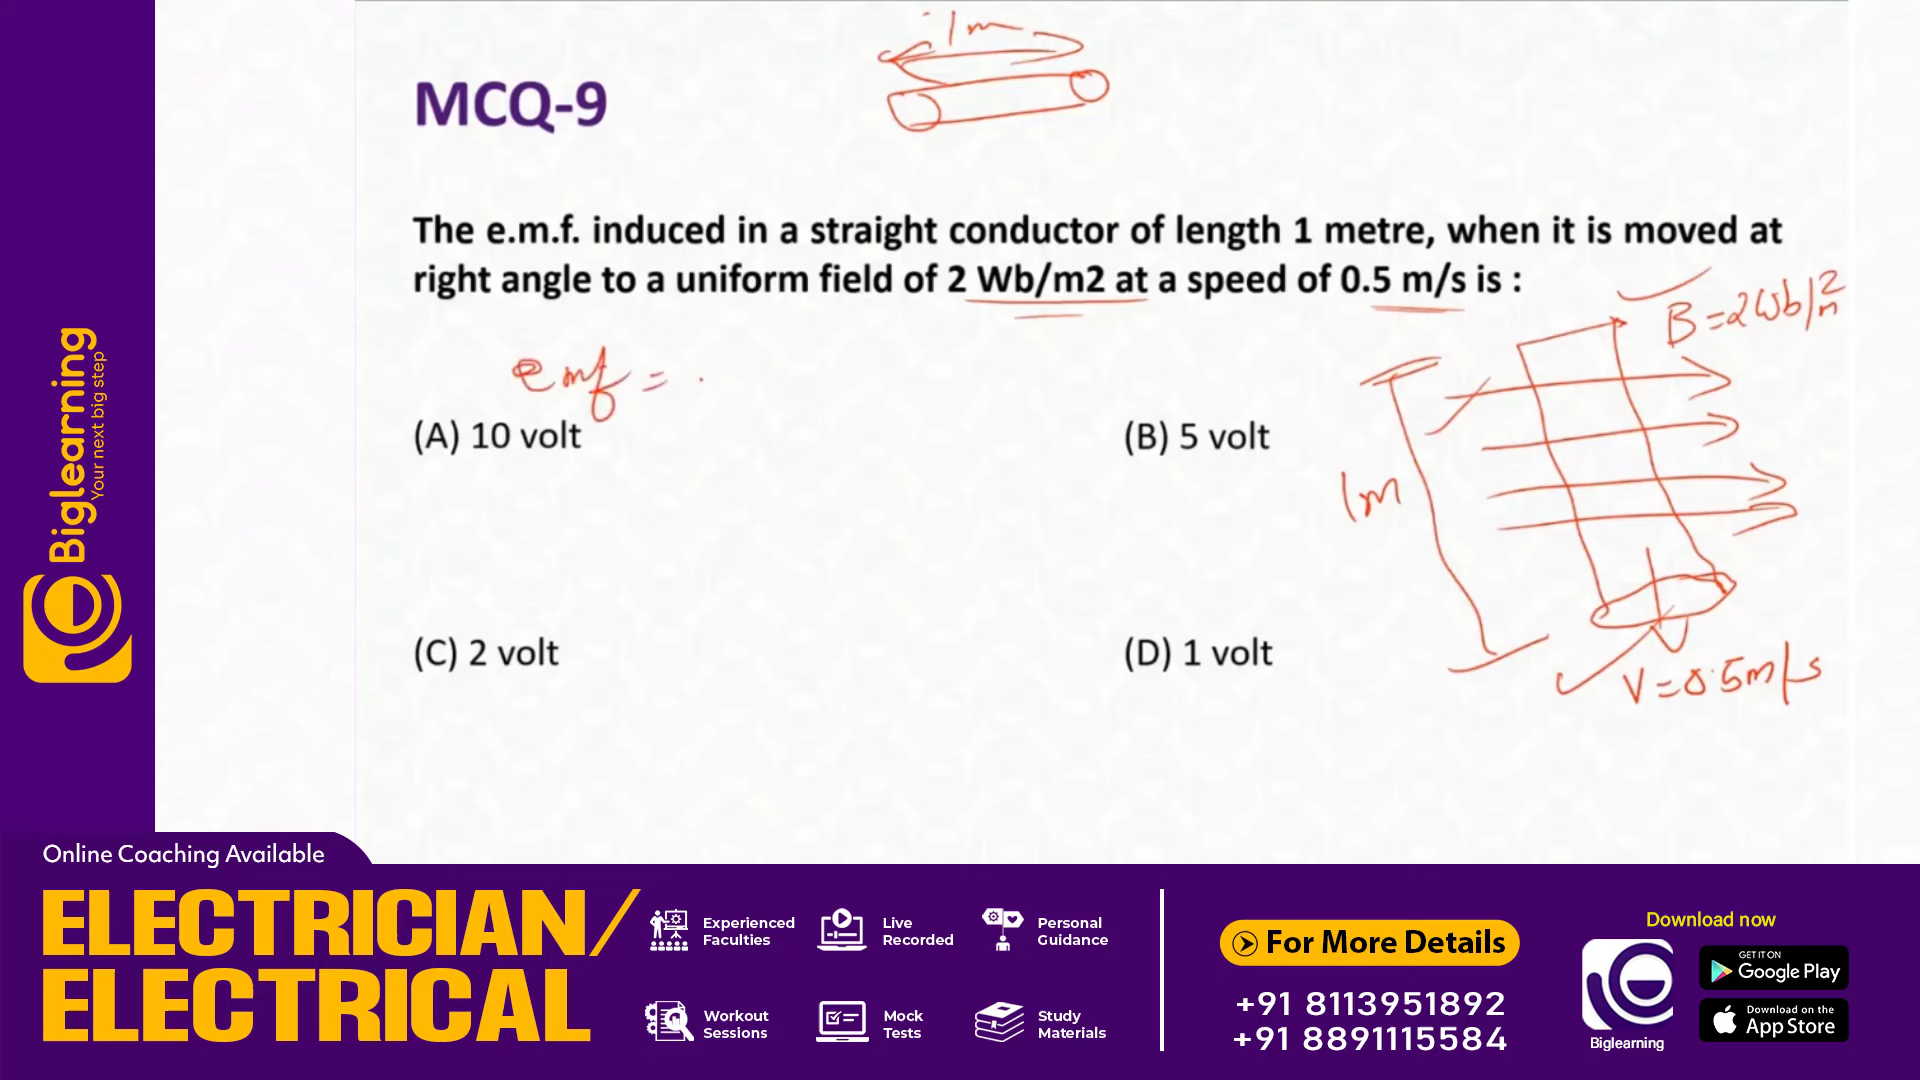 1m
MCQ-9
The e.m.f. induced in a straight conductor of length 1 metre, when it is moved at
right angle to a uniform field of 2 Wb/m2 at a speed of 0.5 m/s is :
B=2Wb/m2
emf =
(A) 10 volt
(B) 5 volt
1m
(C) 2 volt
(D) 1 volt
V=0.5m/s
Biglearning
Your next big step
Online Coaching Available
ELECTRICIAN/
ELECTRICAL
Experienced
Faculties
Live
Recorded
Personal
Guidance
Workout
Sessions
Mock
Tests
Study
Materials
For More Details
+91 8113951892
+91 8891115584
Download now
Biglearning
GET IT ON
Google Play
Download on the
App Store